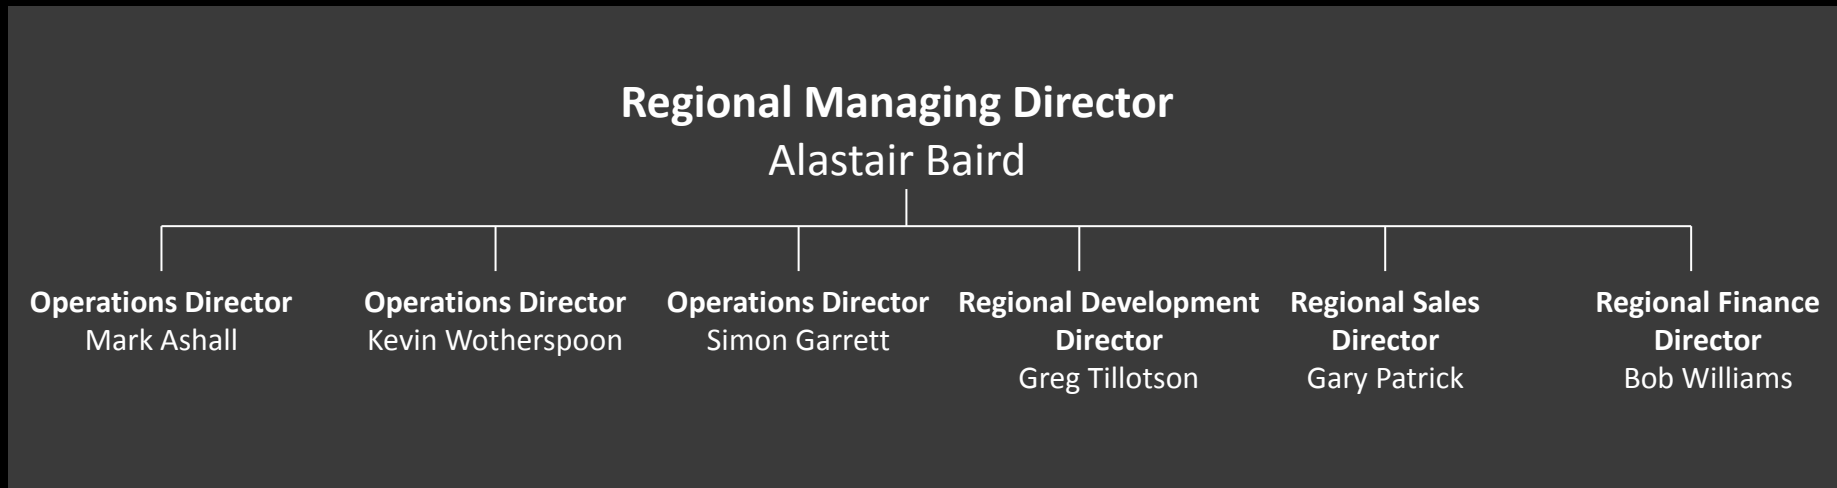 Regional Managing Director
Alastair Baird
Operations Director
Mark Ashall
Operations Director
Kevin Wotherspoon
Operations Director
Simon Garrett
Regional Development
Director
Greg Tillotson
Regional Sales
Director
Gary Patrick
Regional Finance
Director
Bob Williams